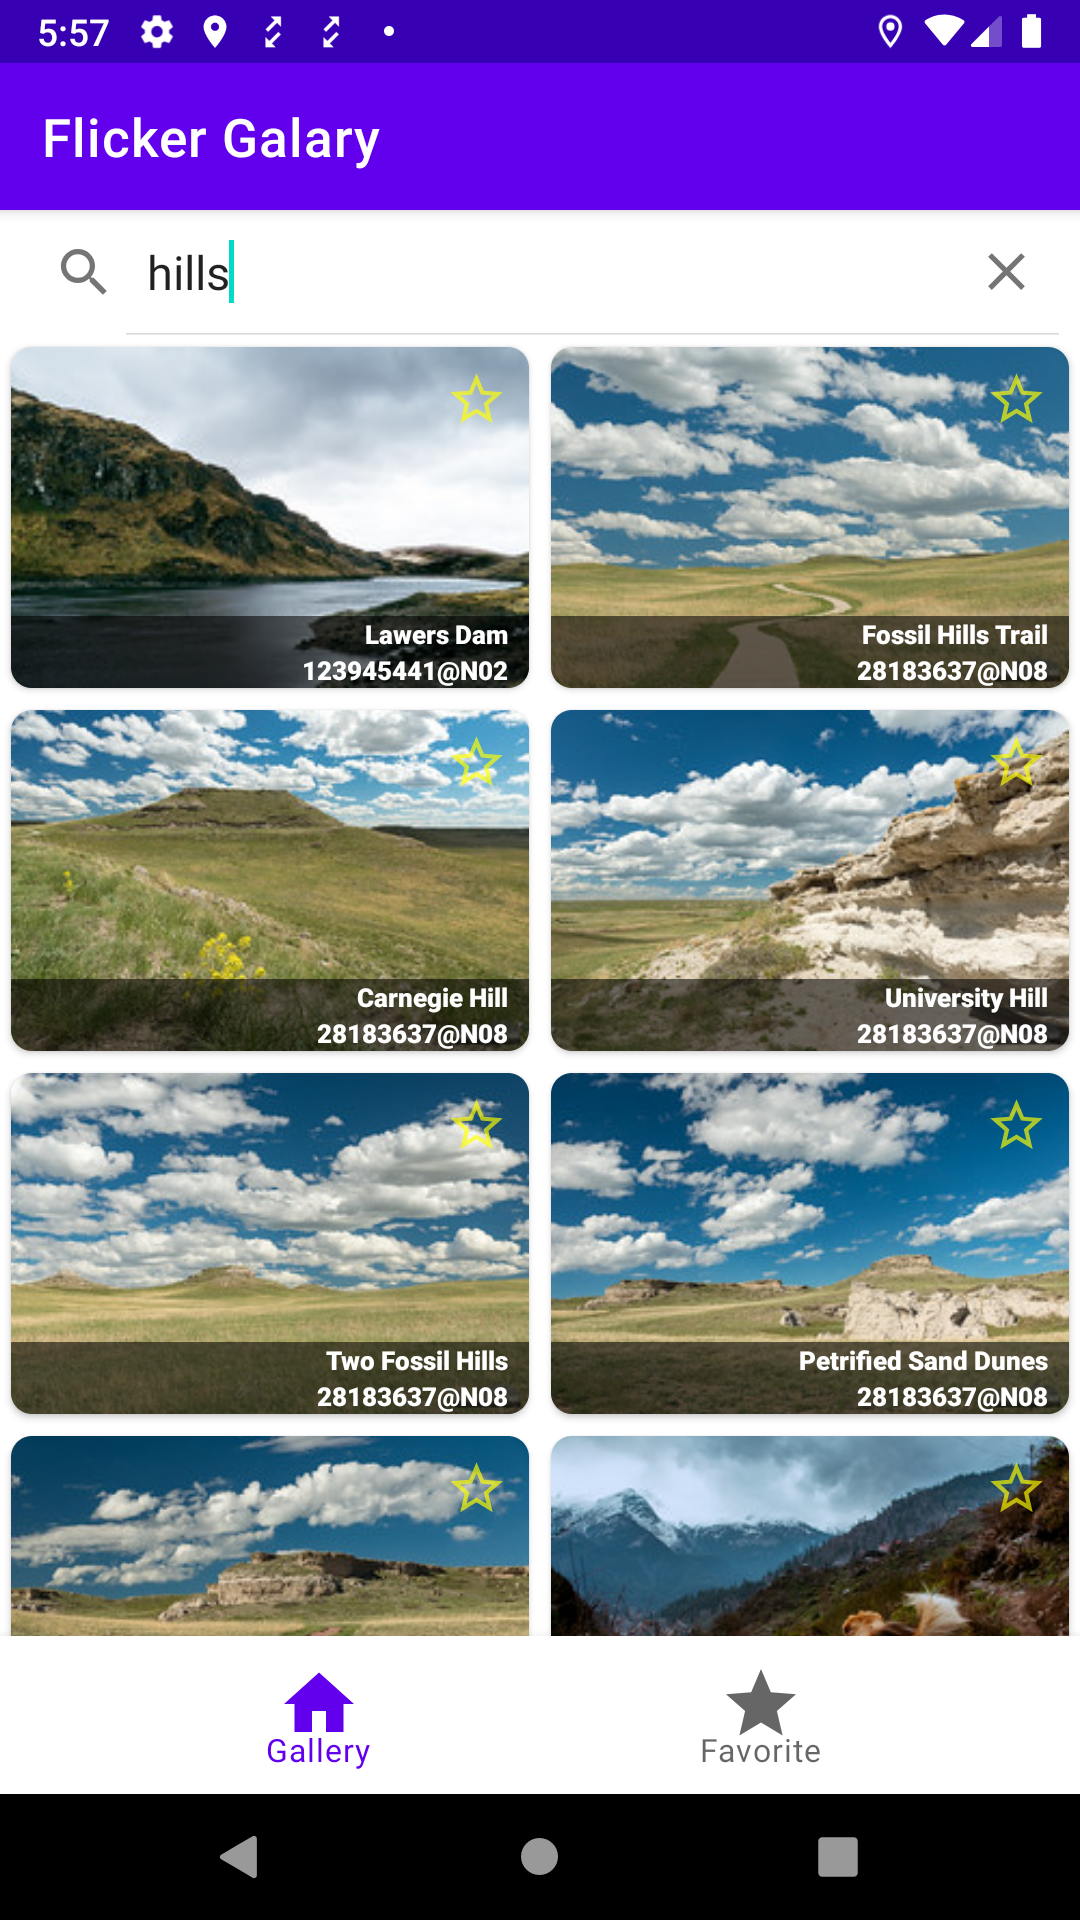 5:57
Flicker Galary
hills
Lawers Dam
123945441@N02
Fossil Hills Trail
28183637@N08
Carnegie Hill
28183637@N08
University Hill
28183637@N08
Two Fossil Hills
28183637@N08
Petrified Sand Dunes
28183637@N08
Gallery
Favorite